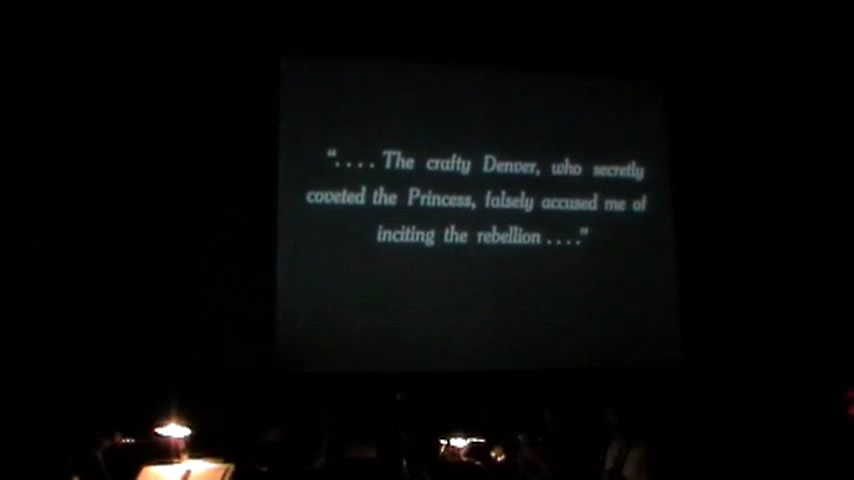 ". . . . The crafty Denver, who secretly
coveted the Princess, falsely accused me of
inciting the rebellion . . . ."